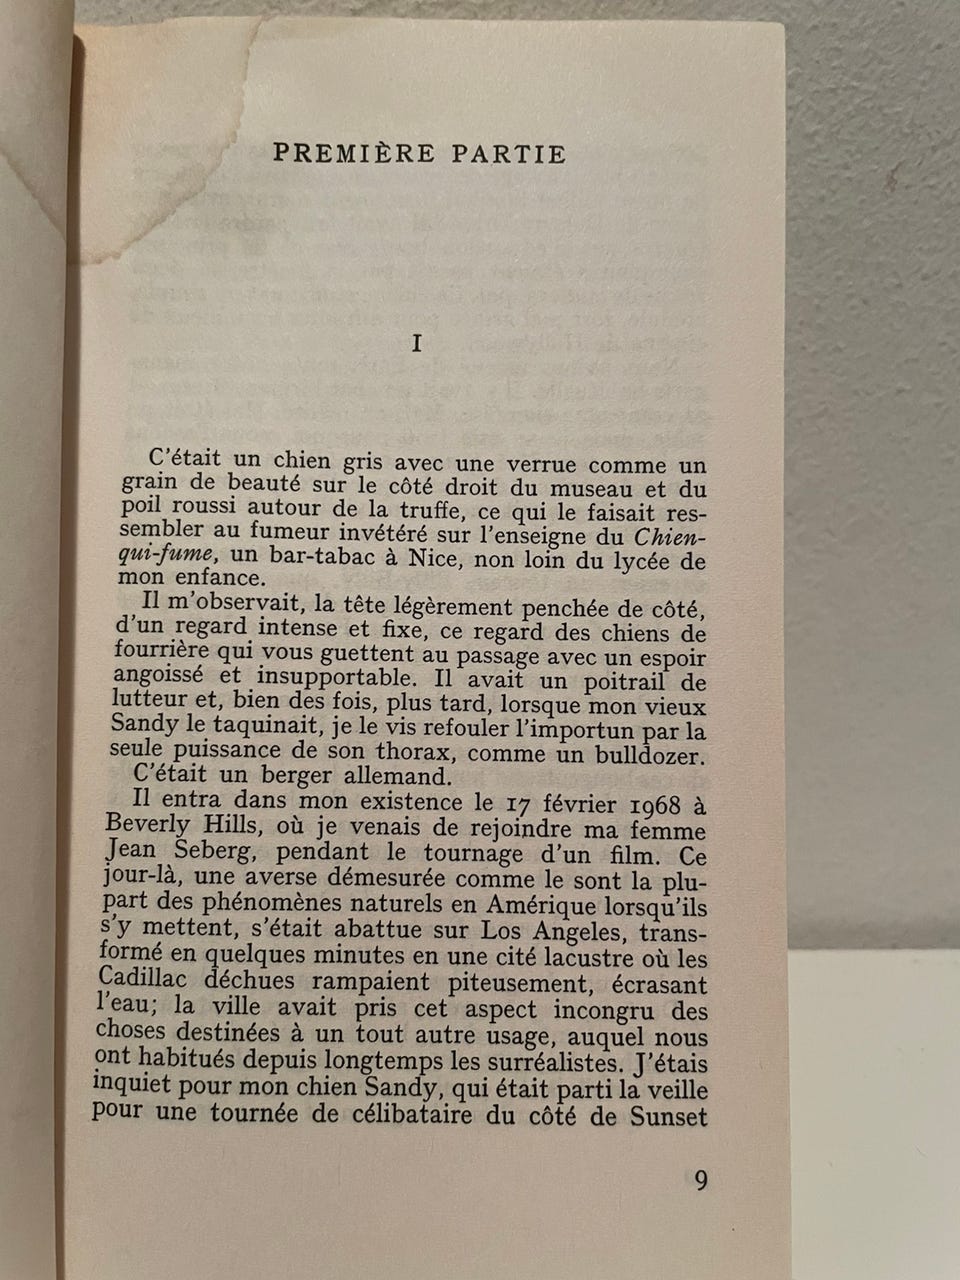 PREMIÈRE PARTIE
I
C'était un chien gris avec une verrue comme un
grain de beauté sur le côté droit du museau et du
poil roussi autour de la truffe, ce qui le faisait res-
sembler au fumeur invétéré sur l'enseigne du Chien-
qui-fume, un bar-tabac à Nice, non loin du lycée de
mon enfance.
Il m'observait, la tête légèrement penchée de côté,
d'un regard intense et fixe, ce regard des chiens de
fourrière qui vous guettent au passage avec un espoir
angoissé et insupportable. Il avait un poitrail de
lutteur et, bien des fois, plus tard, lorsque mon vieux
Sandy le taquinait, je le vis refouler l'importun par la
seule puissance de son thorax, comme un bulldozer.
C'était un berger allemand.
Il entra dans mon existence le 17 février 1968 à
Beverly Hills, où je venais de rejoindre ma femme
Jean Seberg, pendant le tournage d'un film. Ce
jour-là, une averse démesurée comme le sont la plu-
part des phénomènes naturels en Amérique lorsqu'ils
s'y mettent, s'était abattue sur Los Angeles, trans-
formé en quelques minutes en une cité lacustre où les
Cadillac déchues rampaient piteusement, écrasant
l'eau; la ville avait pris cet aspect incongru des
choses destinées à un tout autre usage, auquel nous
ont habitués depuis longtemps les surréalistes. J'étais
inquiet pour mon chien Sandy, qui était parti la veille
pour une tournée de célibataire du côté de Sunset
9